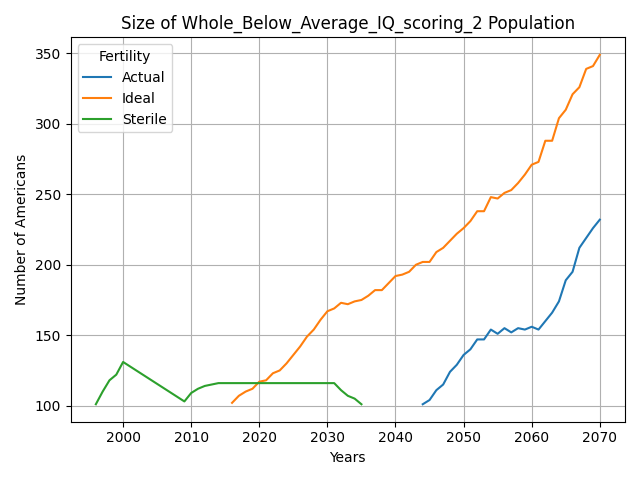 Size of Whole_Below_Average_IQ_scoring_2 Population
Fertility
Actual
Ideal
Sterile
Number of Americans
350
300
250
200
150
100
2000
2010
2020
2030
2040
2050
2060
2070
Years